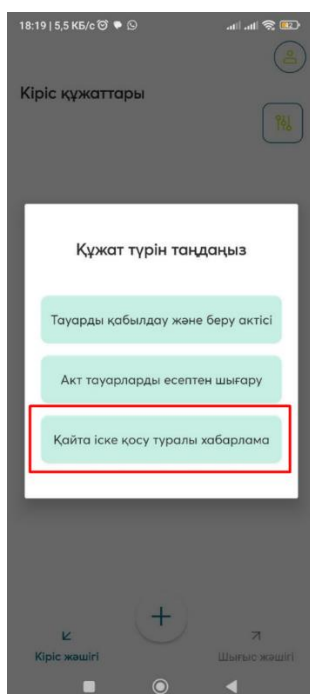 18:19 | 5,5 КБ/с
82
Кіріс құжаттары
Құжат түрін таңдаңыз
Тауарды қабылдау және беру актісі
Акт тауарларды есептен шығару
Қайта іске қосу туралы хабарлама
Кіріс жәшігі
Шығыс жәшігі